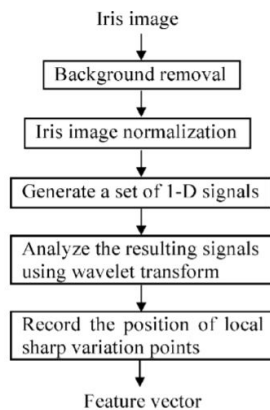 Iris image
Background removal
Iris image normalization
Generate a set of 1-D signals
Analyze the resulting signals
using wavelet transform
Record the position of local
sharp variation points
Feature vector